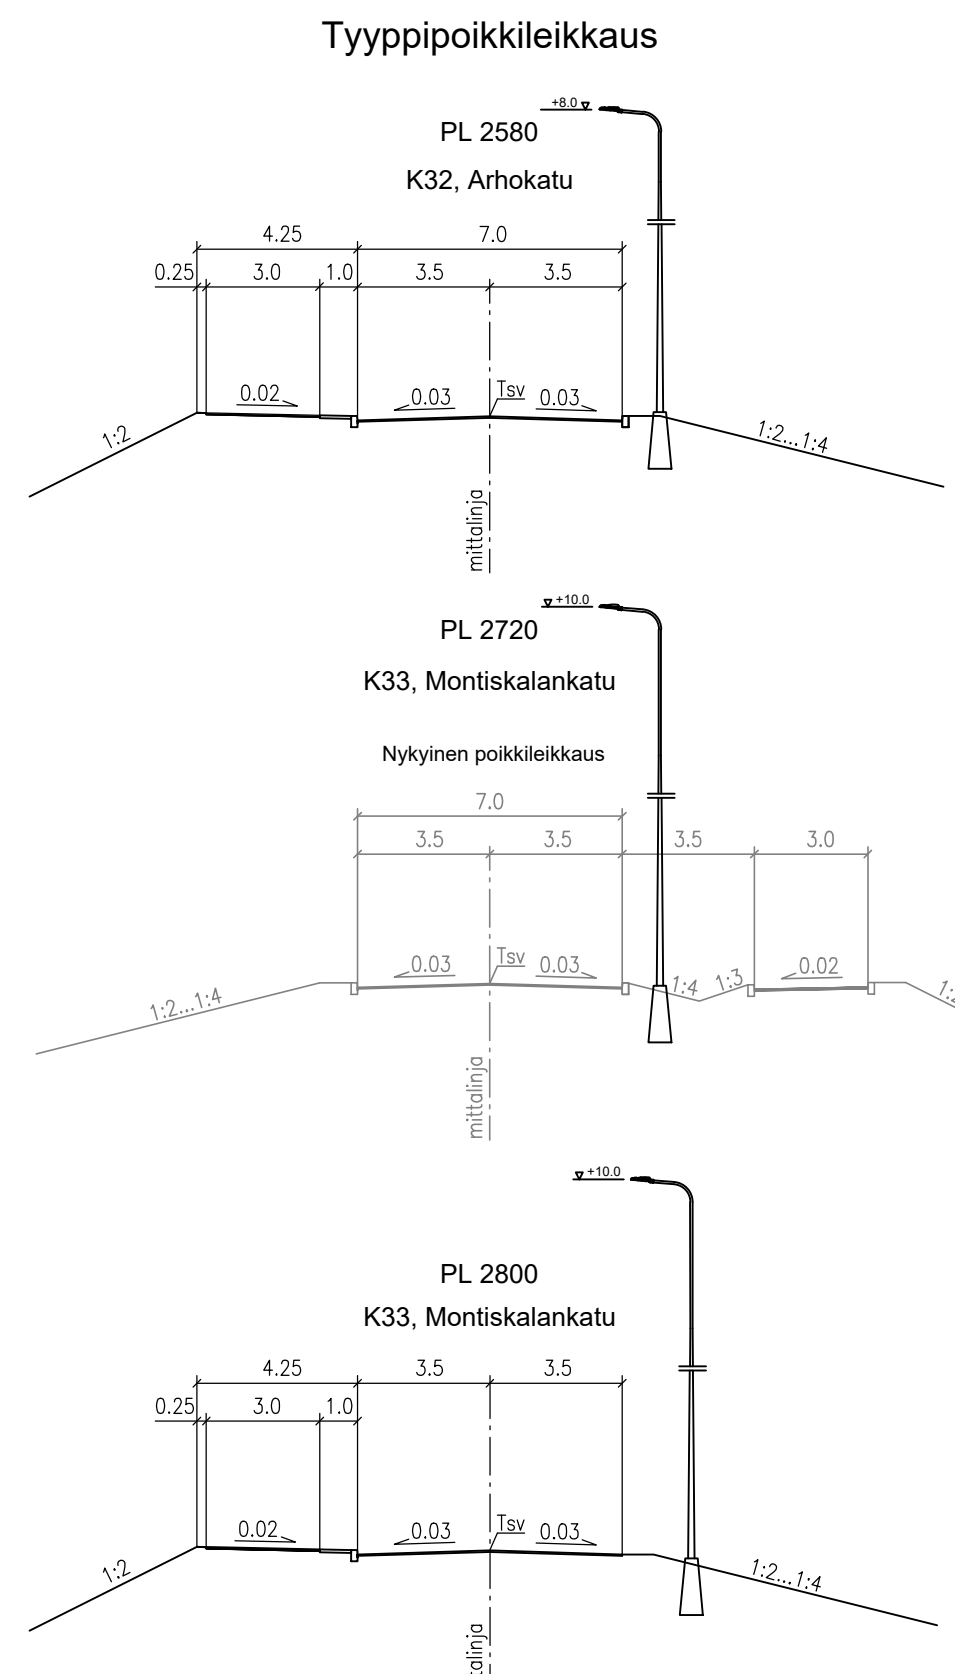 Tyyppipoikkileikkaus
+8.0
PL 2580
K32, Arhokatu
4.25 7.0
0.25 3.0 1.0 3.5 3.5
0.02 0.03 Tsv 0.03
1:2 1:2...1:4
mittalinja
+10.0
PL 2720
K33, Montiskalankatu
Nykyinen poikkileikkaus
7.0
3.5 3.5 3.5 3.0
0.03 Tsv 0.03 0.02
1:2...1:4 1:4 1:3
mittalinja
+10.0
PL 2800
K33, Montiskalankatu
4.25 3.5 3.5
0.25 3.0 1.0
0.02 0.03 Tsv 0.03
1:2 1:2...1:4
talinja